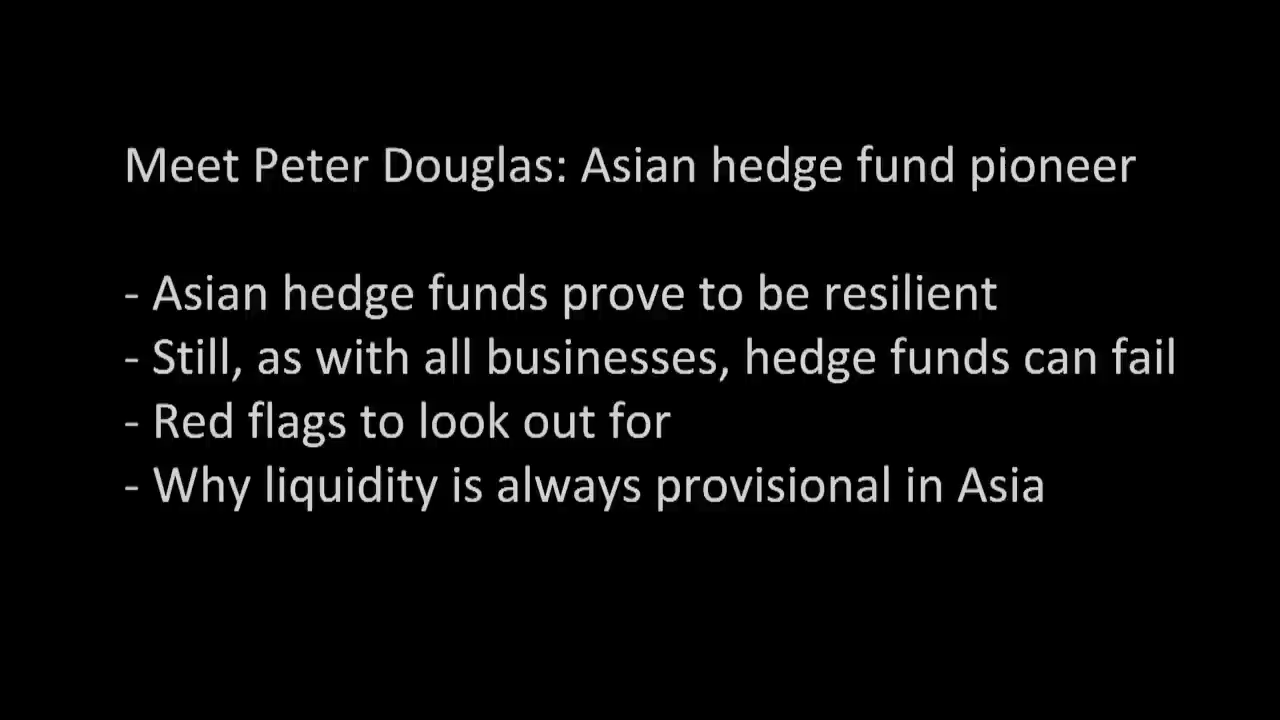 Meet Peter Douglas: Asian hedge fund pioneer
- Asian hedge funds prove to be resilient
- Still, as with all businesses, hedge funds can fail
- Red flags to look out for
- Why liquidity is always provisional in Asia